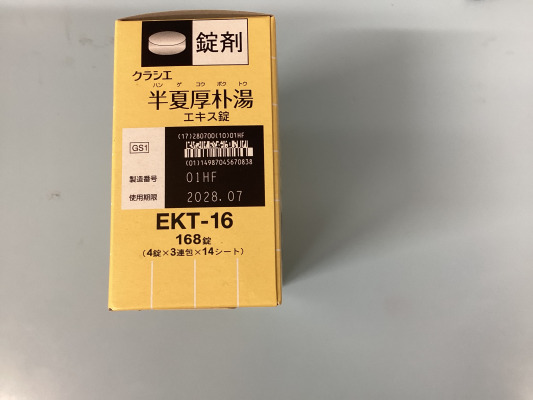 錠剤
クラシエ
ハン ゲ コウ ボク トウ
半夏厚朴湯
エキス錠
(17)280700(10)01HF
GS1
(01)14987045670838
製造番号 01HF
使用期限 2028.07
EKT-16
168錠
(4錠×3連包×14シート)